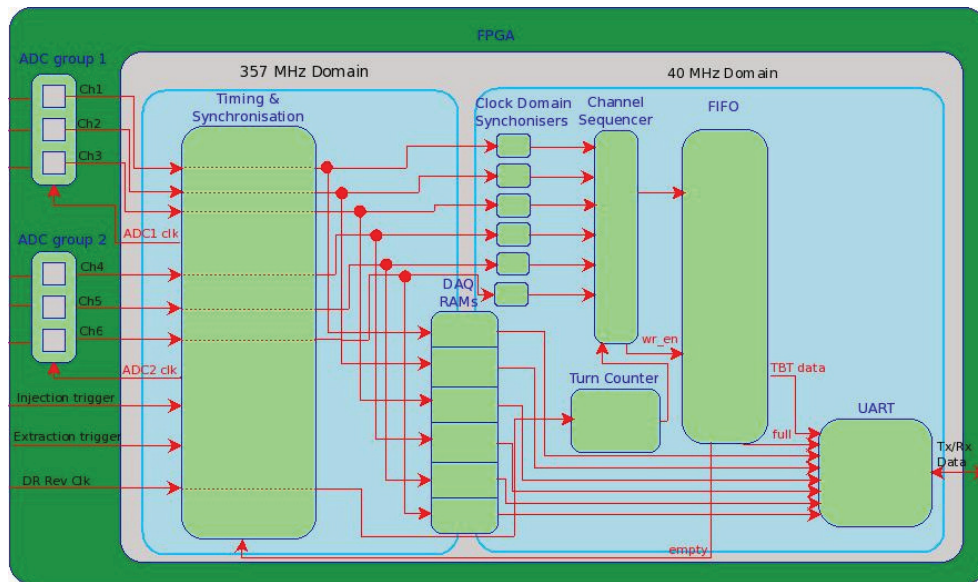 FPGA
ADC group 1
357 MHz Domain
40 MHz Domain
Ch1
Ch2
Ch3
Timing &
Synchronisation
Clock Domain
Synchonisers
Channel
Sequencer
FIFO
ADC1 clk
ADC group 2
Ch4
Ch5
Ch6
DAQ
RAMs
wr_en
ADC2 clk
Turn Counter
TBT data
Injection trigger
UART
Extraction trigger
full
Tx/Rx
Data
DR Rev Clk
empty